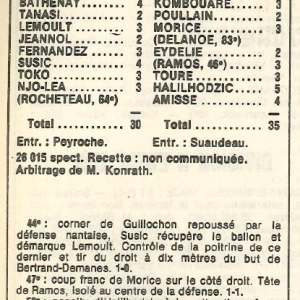 BATHENAY 4 KOMBOUARE
TANASI 2 POULLAIN 2
LEMOULT 3 MORICE 3
JEANNOL 2 (DELANOE, 83e)
FERNANDEZ 3 EYDELIE 2
SUSIC 4 (RAMOS, 46e)
TOKO 3 TOURE 3
NJO-LEA 3 HALILHODZIC 5
(ROCHETEAU, 64e) AMISSE 4
Total 30 Total 35
Entr. : Peyroche. Entr. : Suaudeau.
26 015 spect. Recette : non communiquée.
Arbitrage de M. Konrath.
44e : corner de Guillochon repoussé par la
défense nantaise, Susic récupère le ballon et
démarque Lemoult. Contrôle de la poitrine de ce
dernier et tir du droit à dix mètres du but de
Bertrand-Demanes. 1-0.
47e : coup franc de Morice sur le côté droit. Tête
de Ramos, isolé au centre de la défense. 1-1.